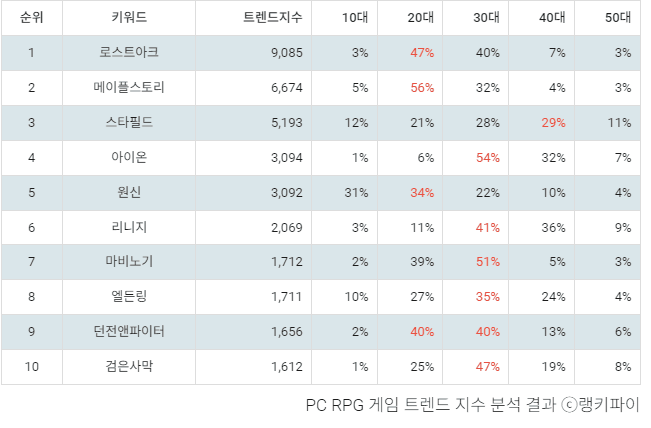 순위 키워드 트렌드지수 10대 20대 30대 40대 50대
1 로스트아크 9,085 3% 47% 40% 7% 3%
2 메이플스토리 6,674 5% 56% 32% 4% 3%
3 스타필드 5,193 12% 21% 28% 29% 11%
4 아이온 3,094 1% 6% 54% 32% 7%
5 원신 3,092 31% 34% 22% 10% 4%
6 리니지 2,069 3% 11% 41% 36% 9%
7 마비노기 1,712 2% 39% 51% 5% 3%
8 엘든링 1,711 10% 27% 35% 24% 4%
9 던전앤파이터 1,656 2% 40% 40% 13% 6%
10 검은사막 1,612 1% 25% 47% 19% 8%
PC RPG 게임 트렌드 지수 분석 결과 ⓒ랭키파이